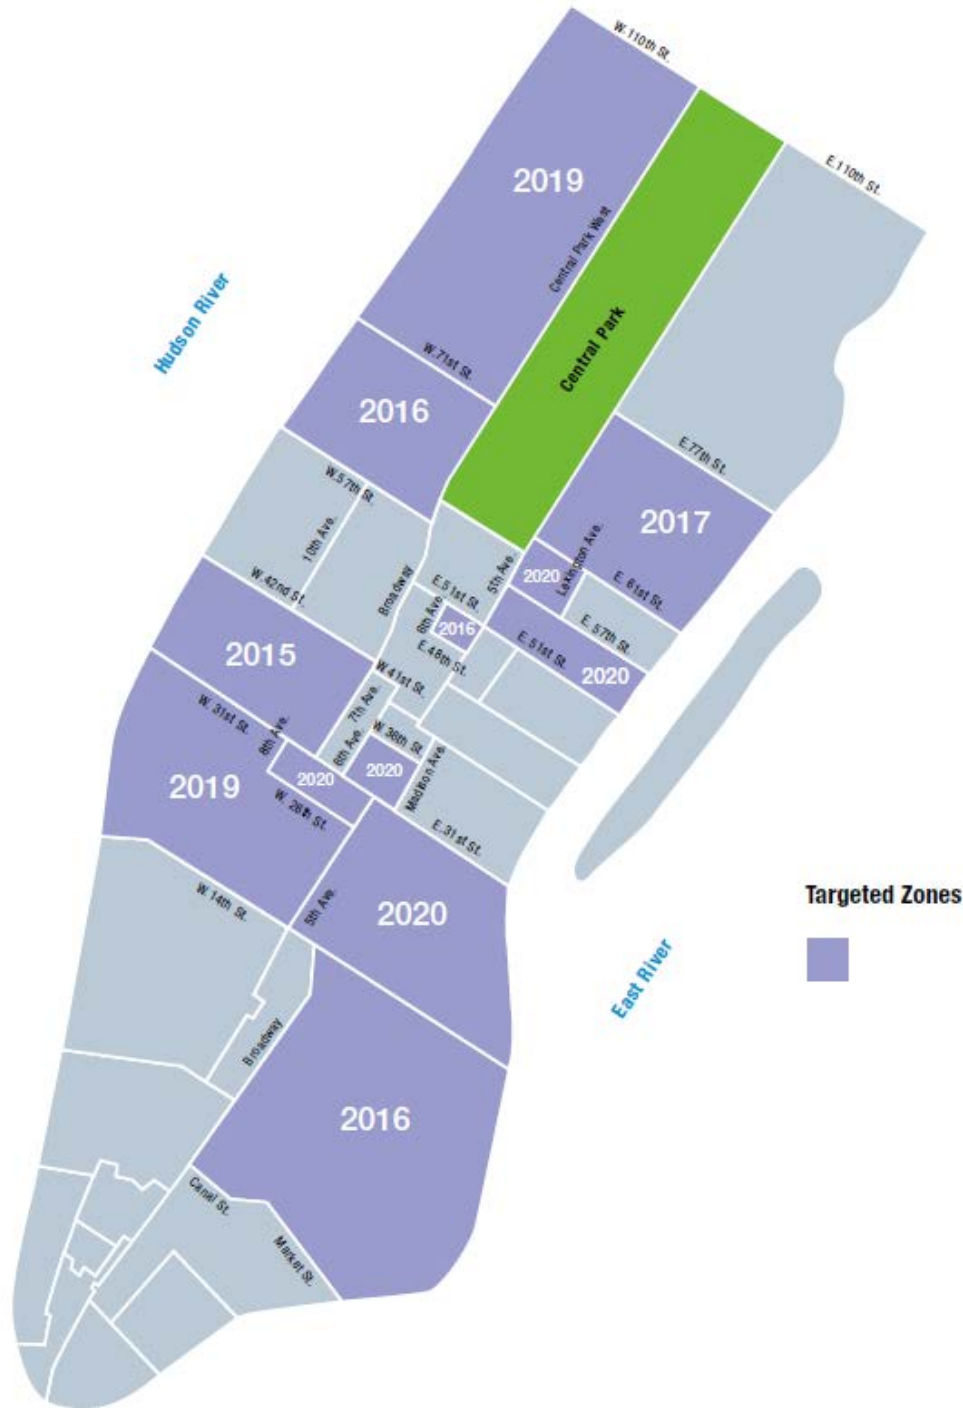 W.110th St.
E.110th St.
2019
Central Park West
Hudson River
Central Park
W.71st St.
2016
E.77th St.
W.57th St.
2017
10th Ave.
5th Ave.
Lexington Ave.
2020
W.42nd St.
Broadway
E.51st St.
E. 61st St.
6th Ave.
2016
E. 57th St.
2015
E.48th St.
E.51st St.
W.41st St.
2020
7th Ave.
W. 31st St.
8th Ave.
6th Ave.
W.36th St.
2019
2020
2020
Madison Ave.
W. 26th St.
E.31st St.
W. 14th St.
5th Ave.
2020
Targeted Zones
East River
Broadway
2016
Canal St.
Market St.